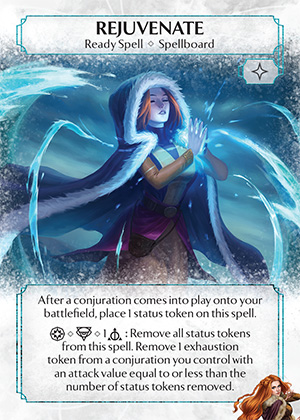 REJUVENATE
Ready Spell ⬦ Spellboard
After a conjuration comes into play onto your
battlefield, place 1 status token on this spell.
⬦ ⬦ 1 : Remove all status tokens
from this spell. Remove 1 exhaustion
token from a conjuration you control with
an attack value equal to or less than the
number of status tokens removed.